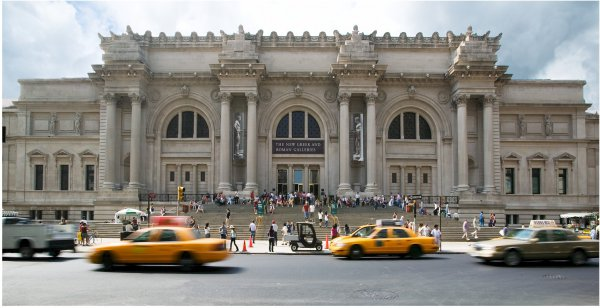 THE NEW GREEK AND
ROMAN GALLERIES